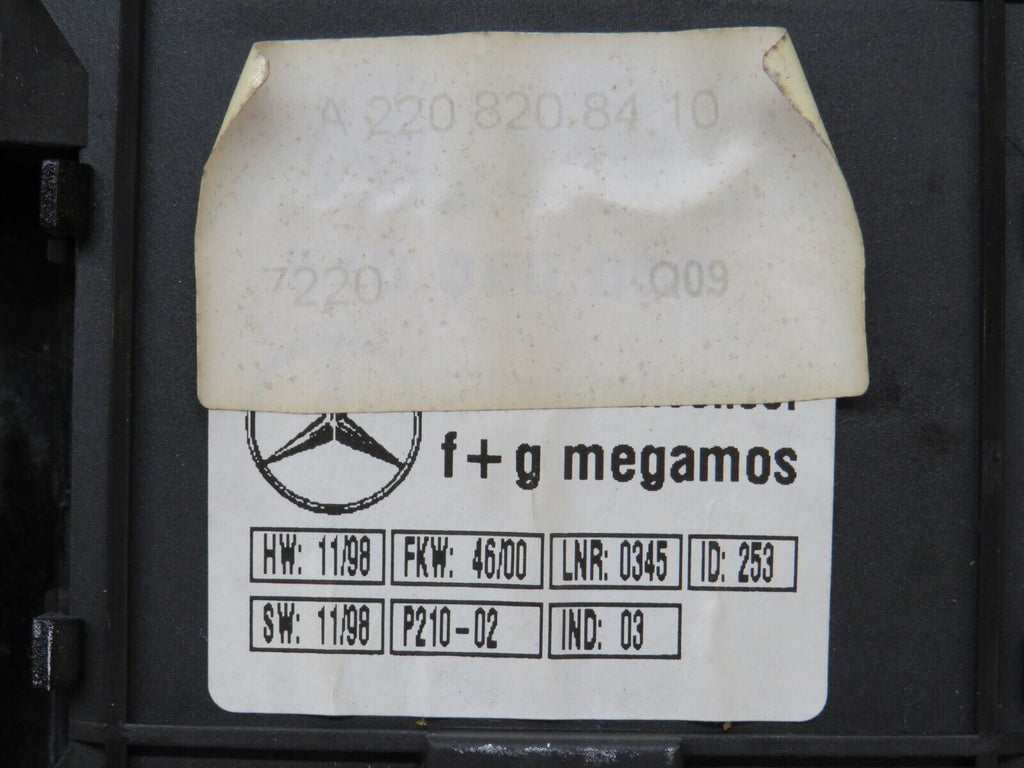 A 220 820 84 10
7220 Q09
f+g megamos
HW: 11/98 FKW: 46/00 LNR: 0345 ID: 253
SW: 11/98 P210-02 IND: 03